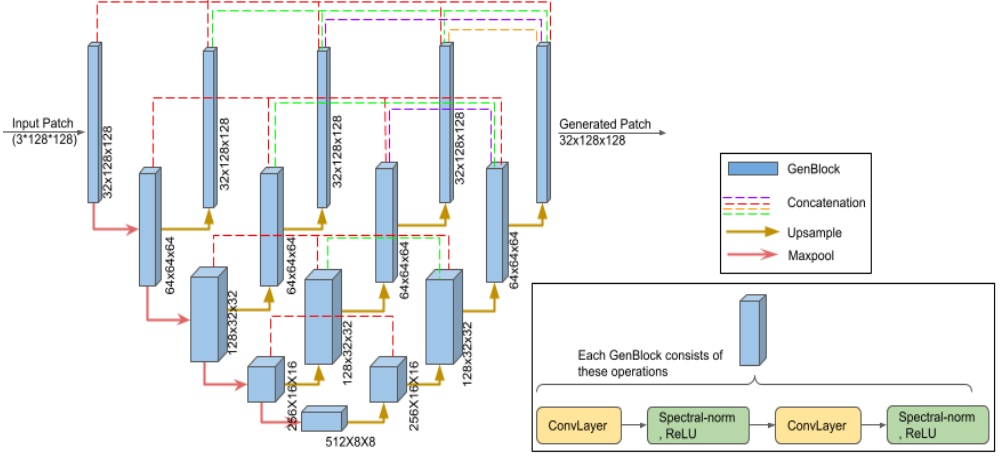 Input Patch
(3*128*128)
32x128x128
32x128x128
32x128x128
32x128x128
Generated Patch
32x128x128
64x64x64
64x64x64
64x64x64
64x64x64
128x32x32
128x32x32
128x32x32
256X16X16
256X16X16
512X8X8
GenBlock
Concatenation
Upsample
Maxpool
Each GenBlock consists of
these operations
ConvLayer
Spectral-norm
, ReLU
ConvLayer
Spectral-norm
, ReLU